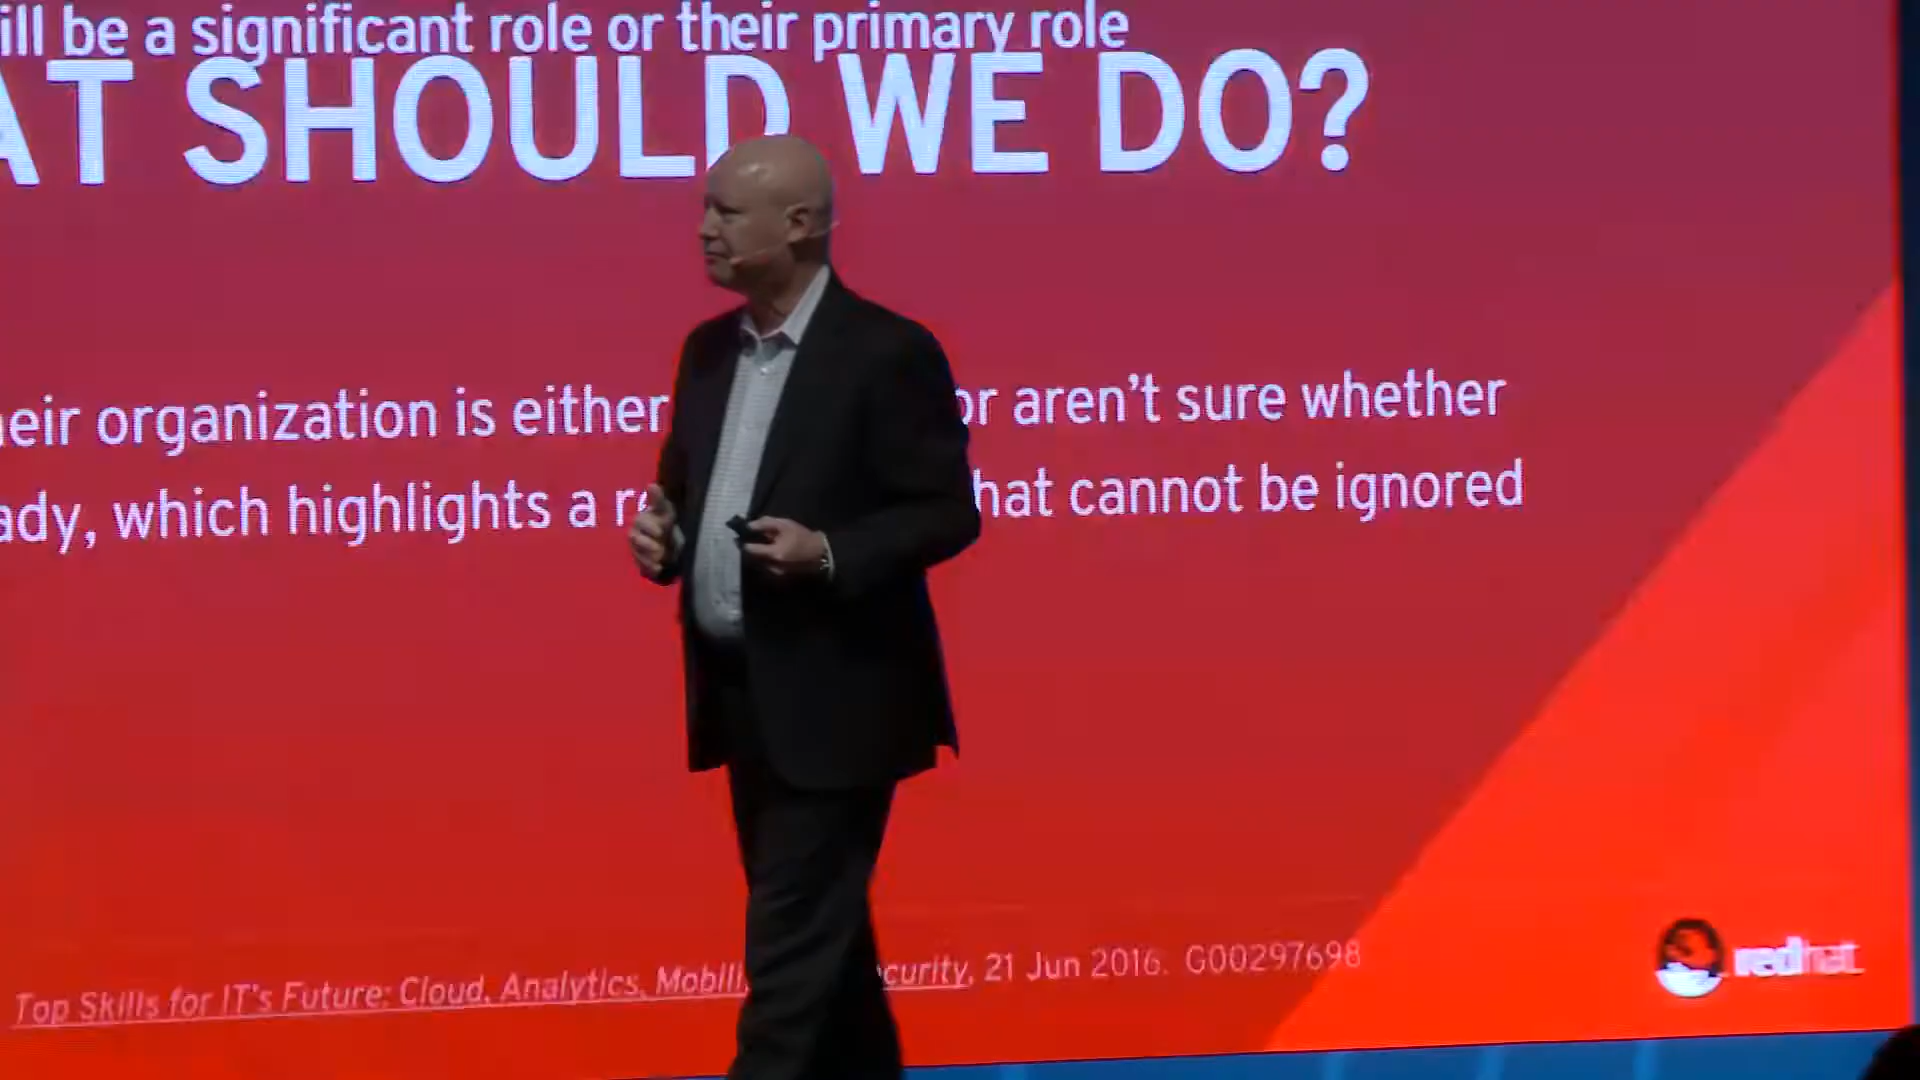 ill be a significant role or their primary role
AT SHOULD WE DO?
heir organization is either or aren't sure whether
ady, which highlights a hat cannot be ignored
Top Skills for IT's Future: Cloud, Analytics, Mobili curity, 21 Jun 2016. G00297698
redhat.